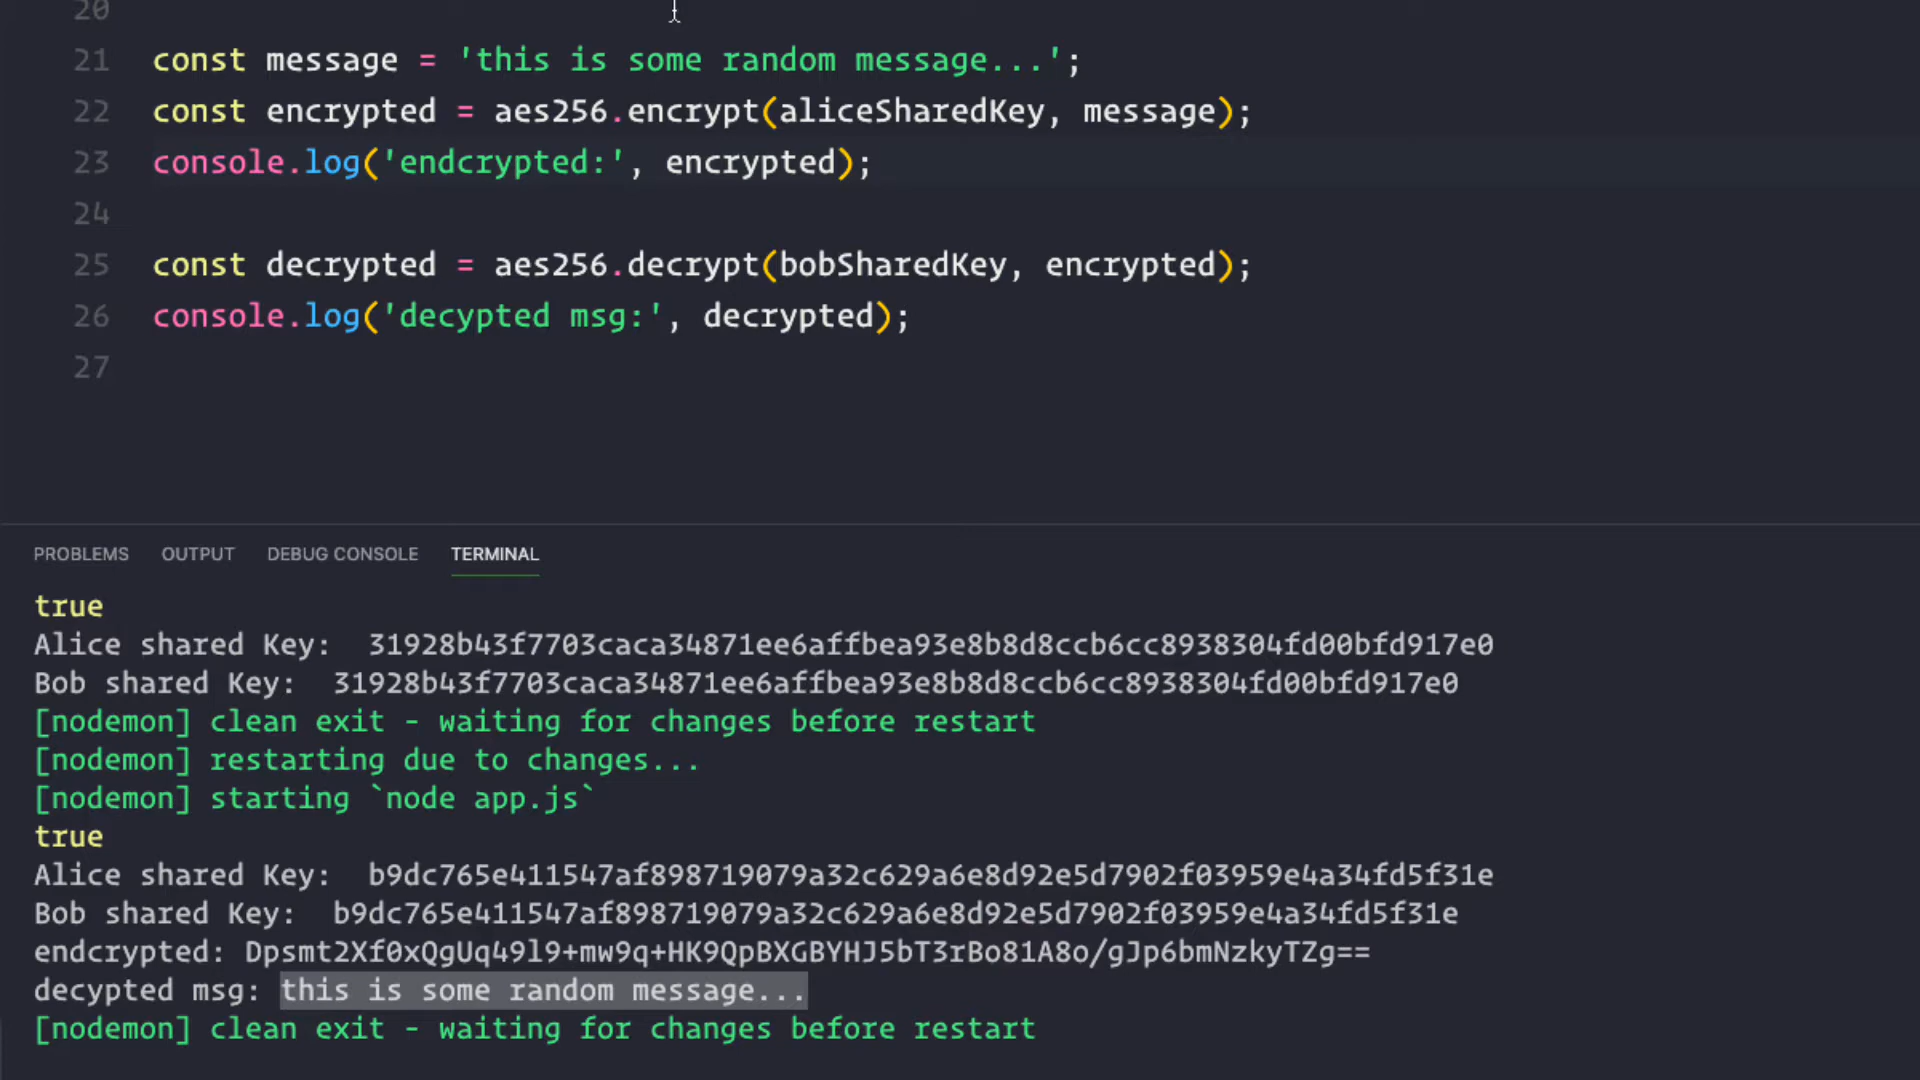 20
21 const message = 'this is some random message...';
22 const encrypted = aes256.encrypt(aliceSharedKey, message);
23 console.log('endcrypted:', encrypted);
24
25 const decrypted = aes256.decrypt(bobSharedKey, encrypted);
26 console.log('decypted msg:', decrypted);
27
PROBLEMS OUTPUT DEBUG CONSOLE TERMINAL
true
Alice shared Key:  31928b43f7703caca34871ee6affbea93e8b8d8ccb6cc8938304fd00bfd917e0
Bob shared Key:  31928b43f7703caca34871ee6affbea93e8b8d8ccb6cc8938304fd00bfd917e0
[nodemon] clean exit - waiting for changes before restart
[nodemon] restarting due to changes...
[nodemon] starting `node app.js`
true
Alice shared Key:  b9dc765e411547af898719079a32c629a6e8d92e5d7902f03959e4a34fd5f31e
Bob shared Key:  b9dc765e411547af898719079a32c629a6e8d92e5d7902f03959e4a34fd5f31e
endcrypted: Dpsmt2Xf0xQgUq49l9+mw9q+HK9QpBXGBYHJ5bT3rBo81A8o/gJp6bmNzkyTZg==
decypted msg: this is some random message...
[nodemon] clean exit - waiting for changes before restart